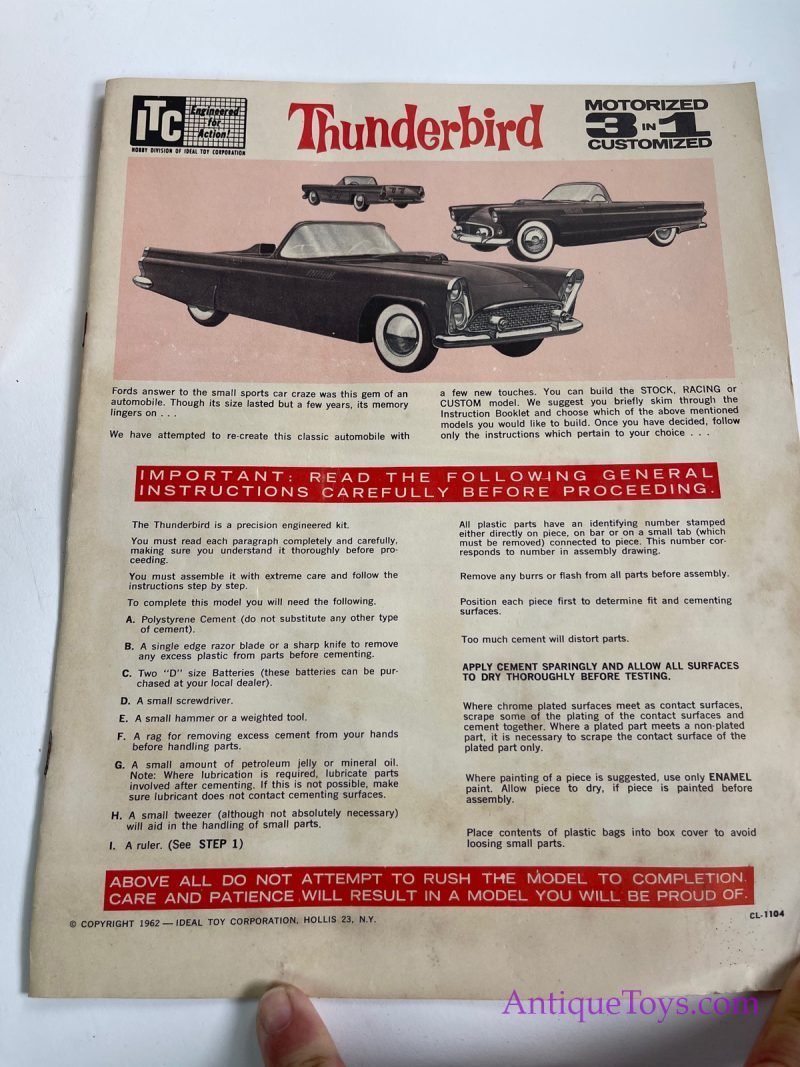 ITC
Engineered
for
Action!
HOBBY DIVISION OF IDEAL TOY CORPORATION
Thunderbird
MOTORIZED
3 IN 1
CUSTOMIZED
Fords answer to the small sports car craze was this gem of an
automobile. Though its size lasted but a few years, its memory
lingers on . . .
We have attempted to re-create this classic automobile with
a few new touches. You can build the STOCK, RACING or
CUSTOM model. We suggest you briefly skim through the
Instruction Booklet and choose which of the above mentioned
models you would like to build. Once you have decided, follow
only the instructions which pertain to your choice . . .
IMPORTANT: READ THE FOLLOWING GENERAL
INSTRUCTIONS CAREFULLY BEFORE PROCEEDING.
The Thunderbird is a precision engineered kit.
You must read each paragraph completely and carefully,
making sure you understand it thoroughly before pro-
ceeding.
You must assemble it with extreme care and follow the
instructions step by step.
To complete this model you will need the following.
A. Polystyrene Cement (do not substitute any other type
of cement).
B. A single edge razor blade or a sharp knife to remove
any excess plastic from parts before cementing.
C. Two "D" size Batteries (these batteries can be pur-
chased at your local dealer).
D. A small screwdriver.
E. A small hammer or a weighted tool.
F. A rag for removing excess cement from your hands
before handling parts.
G. A small amount of petroleum jelly or mineral oil.
Note: Where lubrication is required, lubricate parts
involved after cementing. If this is not possible, make
sure lubricant does not contact cementing surfaces.
H. A small tweezer (although not absolutely necessary)
will aid in the handling of small parts.
I. A ruler. (See STEP 1)
All plastic parts have an identifying number stamped
either directly on piece, on bar or on a small tab (which
must be removed) connected to piece. This number cor-
responds to number in assembly drawing.
Remove any burrs or flash from all parts before assembly.
Position each piece first to determine fit and cementing
surfaces.
Too much cement will distort parts.
APPLY CEMENT SPARINGLY AND ALLOW ALL SURFACES
TO DRY THOROUGHLY BEFORE TESTING.
Where chrome plated surfaces meet as contact surfaces,
scrape some of the plating of the contact surfaces and
cement together. Where a plated part meets a non-plated
part, it is necessary to scrape the contact surface of the
plated part only.
Where painting of a piece is suggested, use only ENAMEL
paint. Allow piece to dry, if piece is painted before
assembly.
Place contents of plastic bags into box cover to avoid
loosing small parts.
ABOVE ALL DO NOT ATTEMPT TO RUSH THE MODEL TO COMPLETION.
CARE AND PATIENCE WILL RESULT IN A MODEL YOU WILL BE PROUD OF.
© COPYRIGHT 1962 — IDEAL TOY CORPORATION, HOLLIS 23, N.Y.
CL-1104
AntiqueToys.com